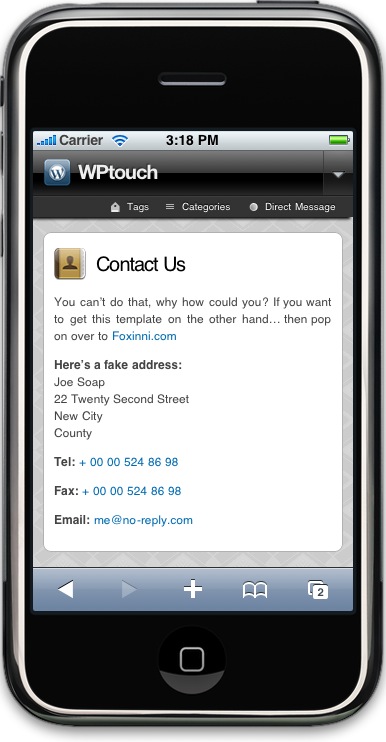 Carrier 3:18 PM
WPtouch
Tags Categories Direct Message
Contact Us
You can't do that, why how could you? If you want
to get this template on the other hand... then pop
on over to Foxinni.com
Here's a fake address:
Joe Soap
22 Twenty Second Street
New City
County
Tel: + 00 00 524 86 98
Fax: + 00 00 524 86 98
Email: me@no-reply.com
2